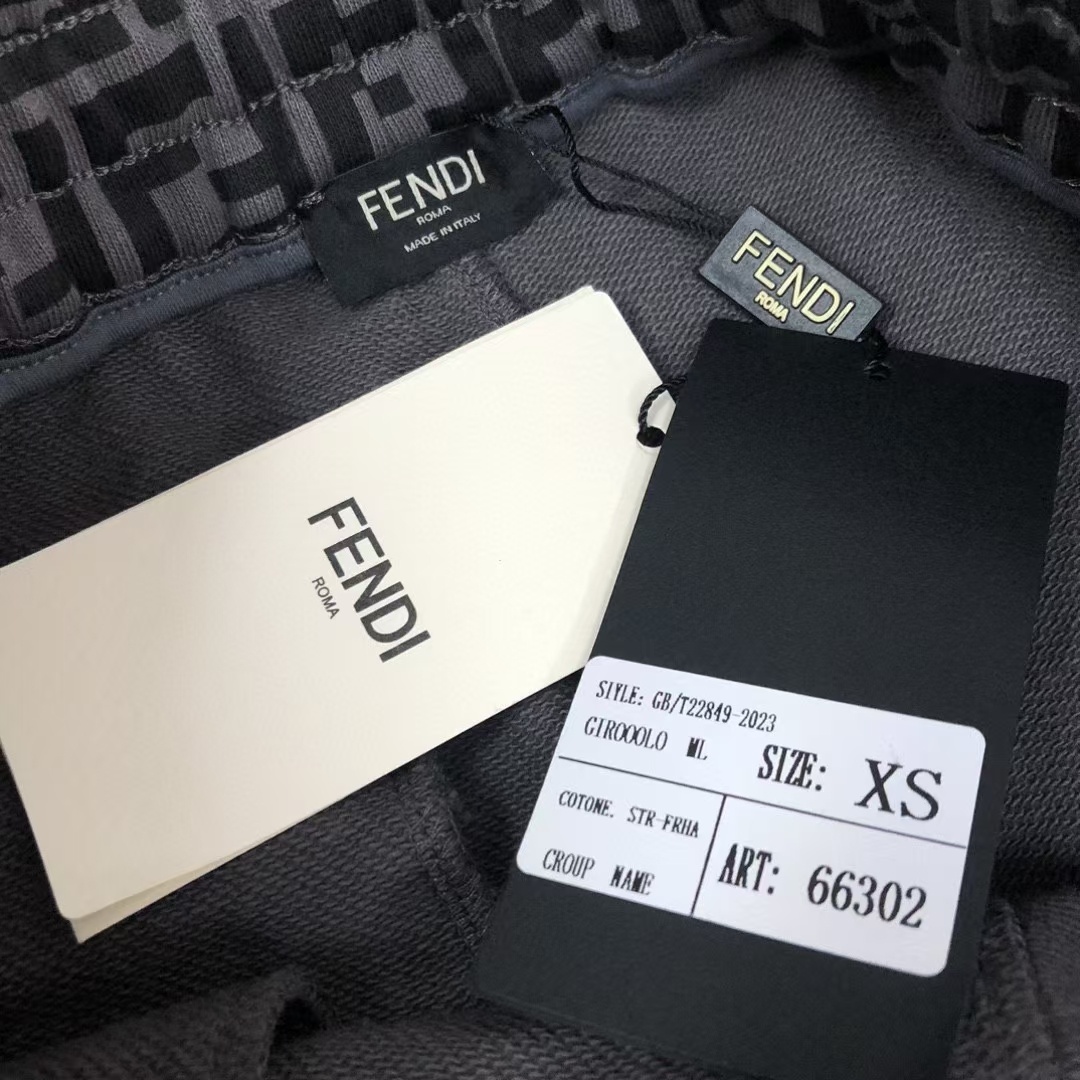 FENDI
ROMA
MADE IN ITALY
FENDI
ROMA
FENDI
ROMA
SIYLE: GB/T22849-2023
GIROOOLO ML
SIZE: XS
COTONE. STR-FRHA
CROUP NAME
ART: 66302